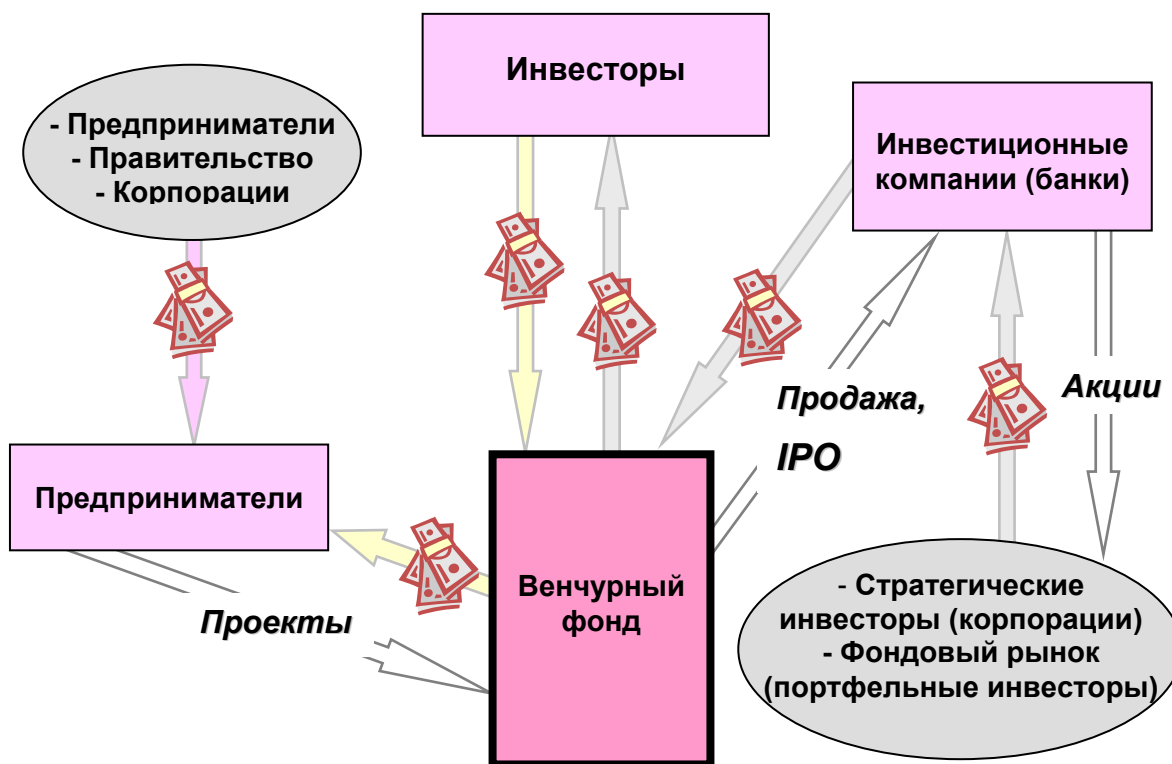 Инвесторы
- Предприниматели
- Правительство
- Корпорации
Инвестиционные
компании (банки)
Продажа,
IPO
Акции
Предприниматели
Проекты
Венчурный
фонд
- Стратегические
инвесторы (корпорации)
- Фондовый рынок
(портфельные инвесторы)